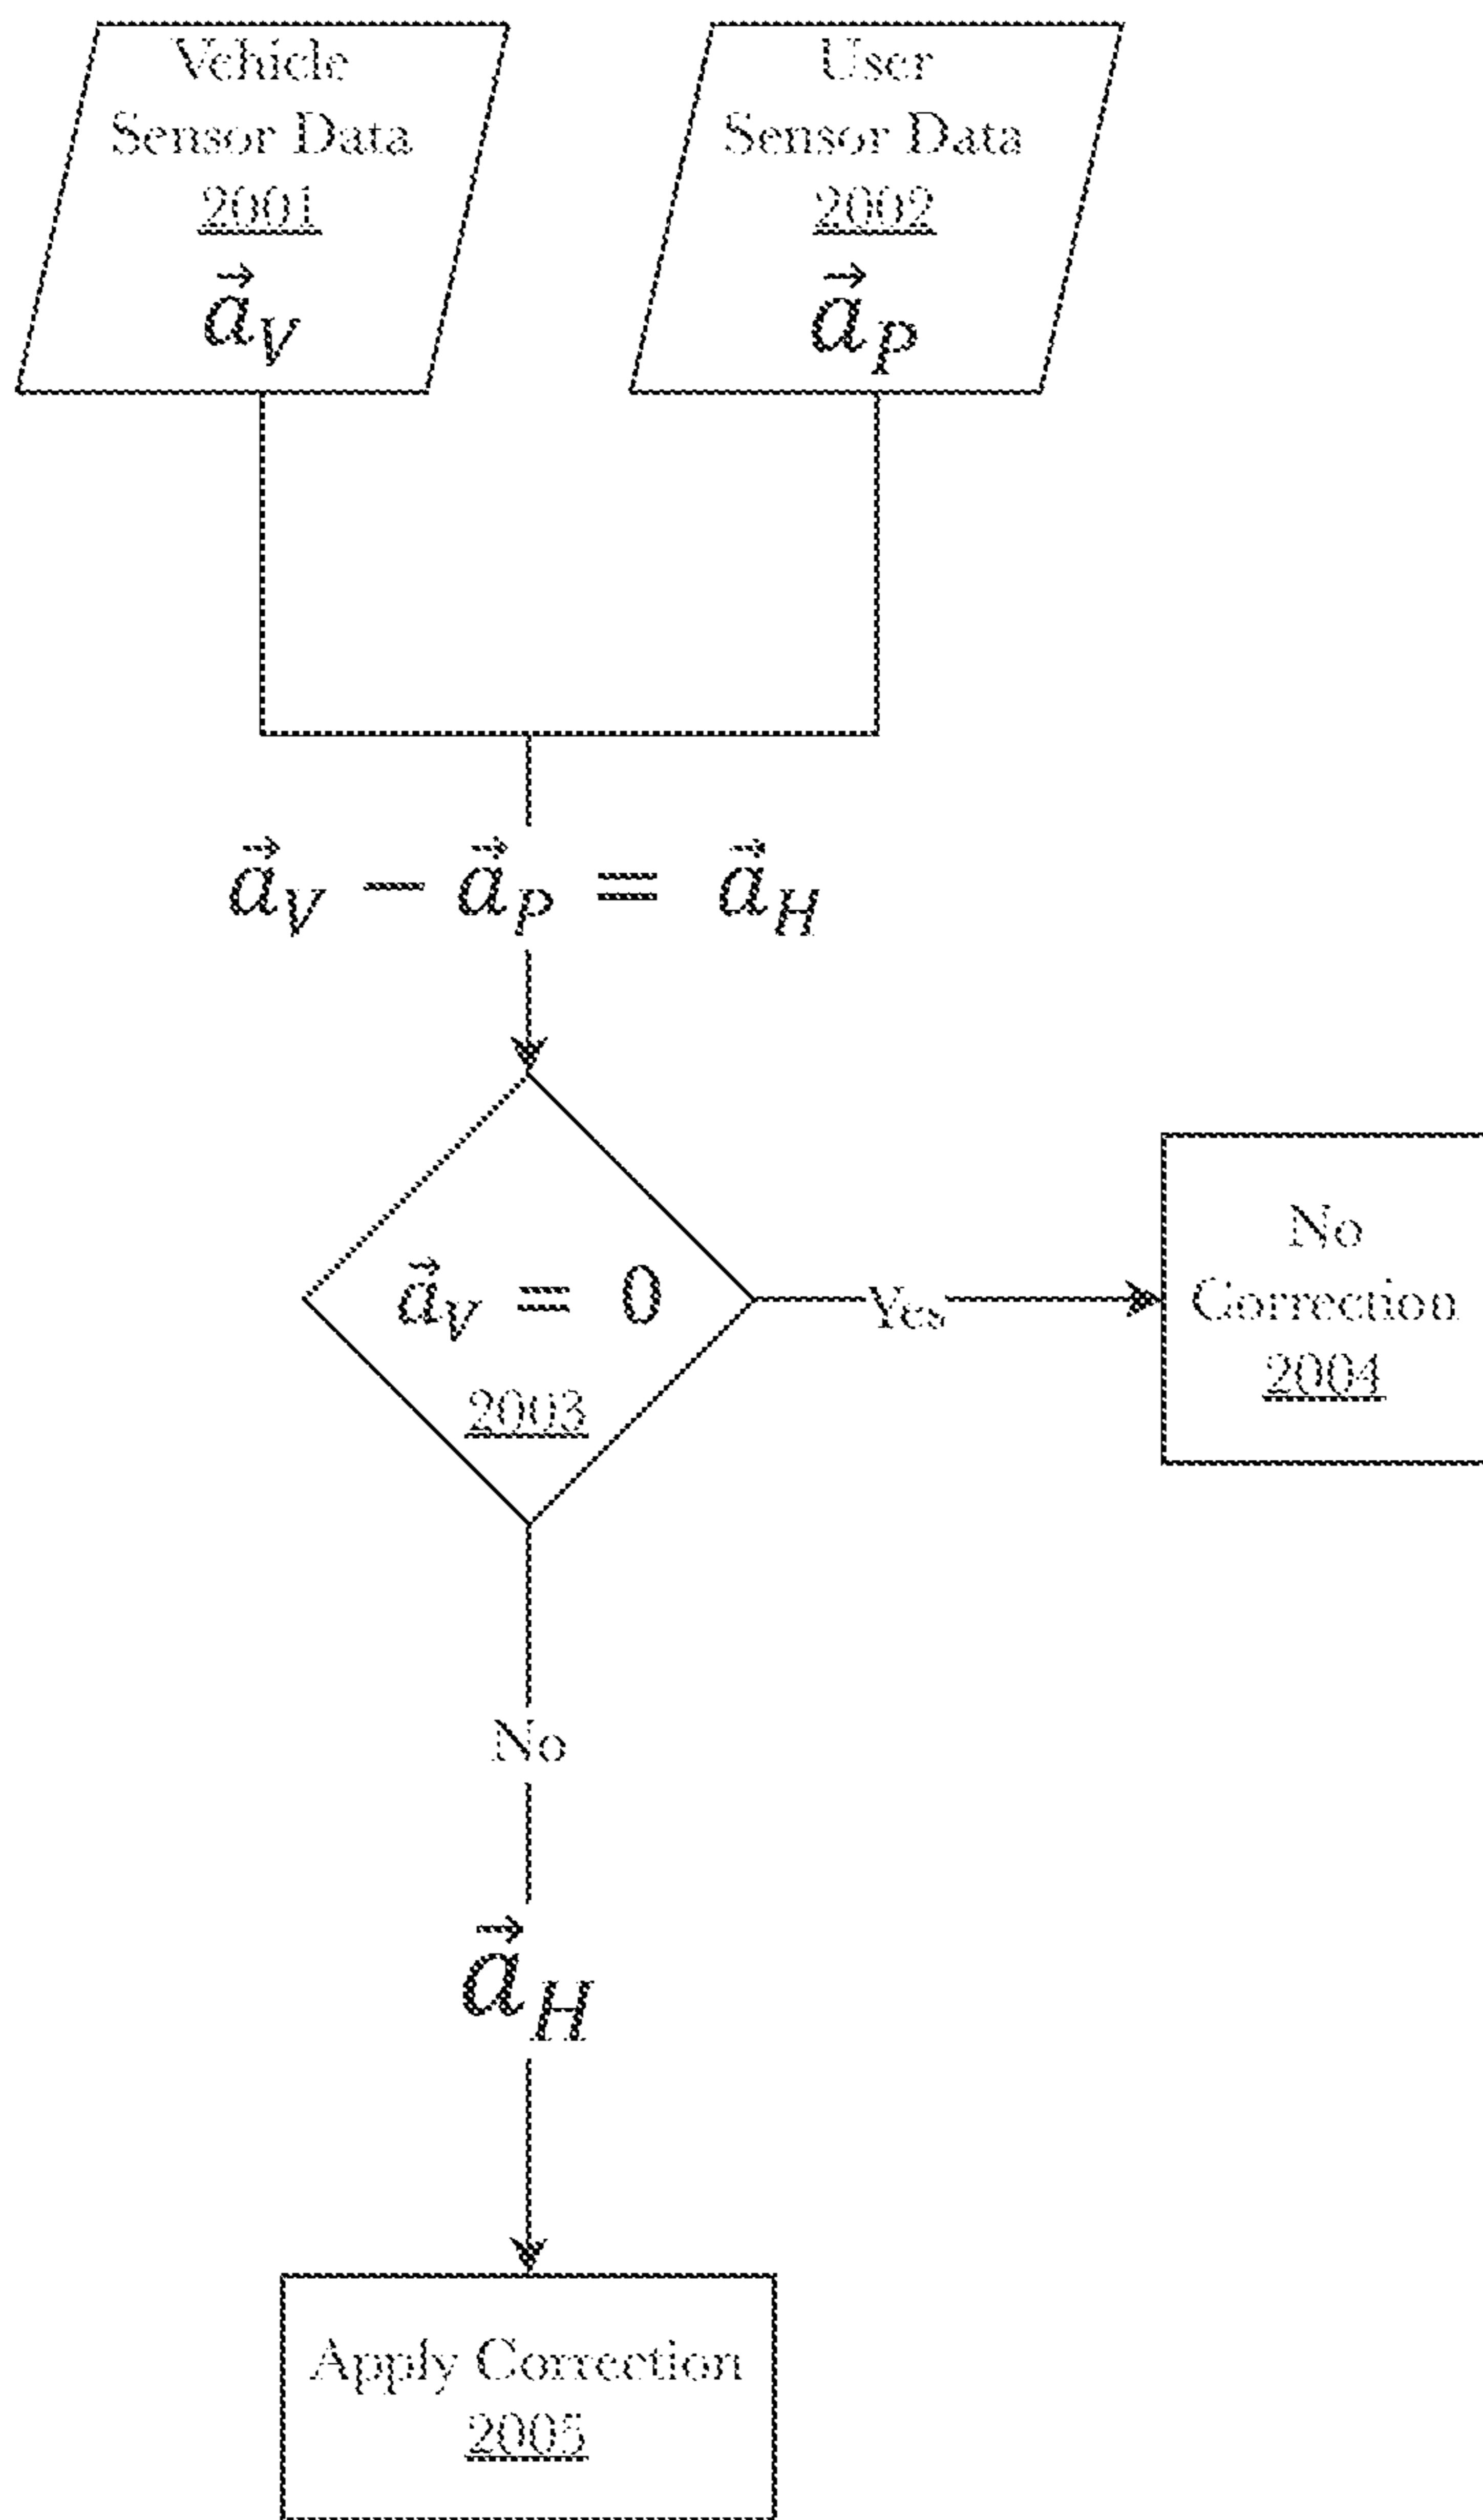 Vehicle
Sensor Data
2001
a⃗V
User
Sensor Data
2002
a⃗P
a⃗V − a⃗P = a⃗H
a⃗V = 0
2003
Yes
No
Correction
2004
No
a⃗H
Apply Correction
2005